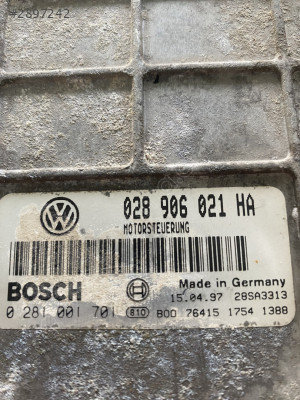 #2897242
028 906 021 HA
MOTORSTEUERUNG
BOSCH
Made in Germany
15.04.97 28SA3313
0 281 001 701 810 BOO 76415 1754 1388